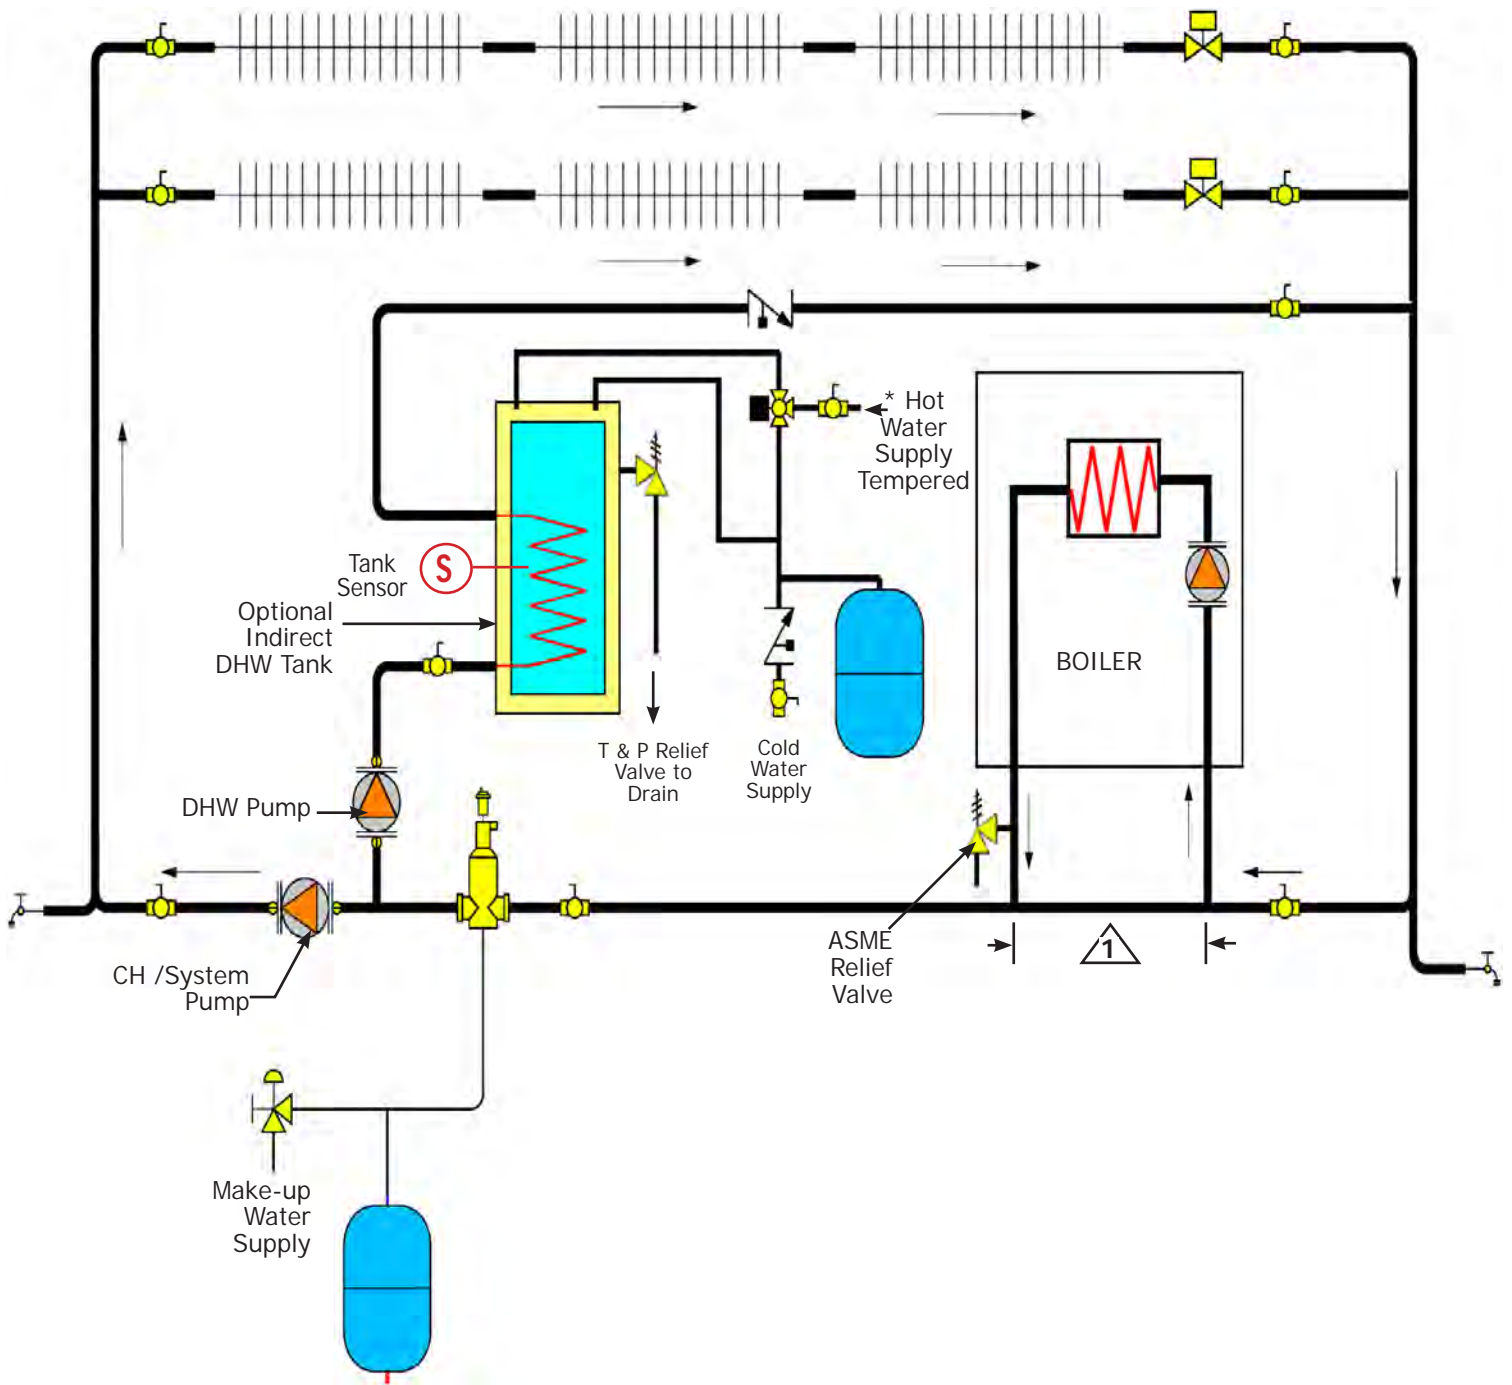 * Hot
Water
Supply
Tempered
Tank
Sensor
S
Optional
Indirect
DHW Tank
BOILER
T & P Relief
Valve to
Drain
Cold
Water
Supply
DHW Pump
ASME
Relief
Valve
1
CH /System
Pump
Make-up
Water
Supply